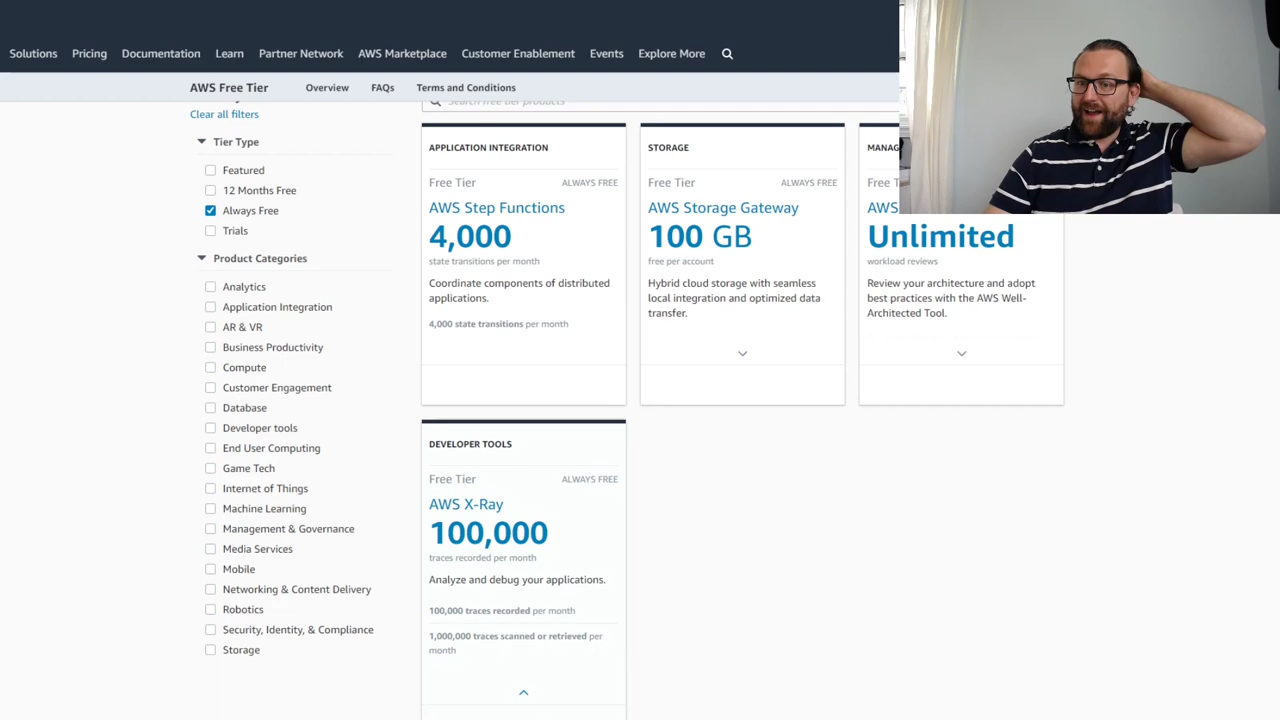 Solutions Pricing Documentation Learn Partner Network AWS Marketplace Customer Enablement Events Explore More
AWS Free Tier Overview FAQs Terms and Conditions
Search free tier products
Clear all filters
Tier Type
Featured
12 Months Free
Always Free
Trials
Product Categories
Analytics
Application Integration
AR & VR
Business Productivity
Compute
Customer Engagement
Database
Developer tools
End User Computing
Game Tech
Internet of Things
Machine Learning
Management & Governance
Media Services
Mobile
Networking & Content Delivery
Robotics
Security, Identity, & Compliance
Storage
APPLICATION INTEGRATION
Free Tier ALWAYS FREE
AWS Step Functions
4,000
state transitions per month
Coordinate components of distributed
applications.
4,000 state transitions per month
STORAGE
Free Tier ALWAYS FREE
AWS Storage Gateway
100 GB
free per account
Hybrid cloud storage with seamless
local integration and optimized data
transfer.
MANAG
Free T
AWS
Unlimited
workload reviews
Review your architecture and adopt
best practices with the AWS Well-
Architected Tool.
DEVELOPER TOOLS
Free Tier ALWAYS FREE
AWS X-Ray
100,000
traces recorded per month
Analyze and debug your applications.
100,000 traces recorded per month
1,000,000 traces scanned or retrieved per
month